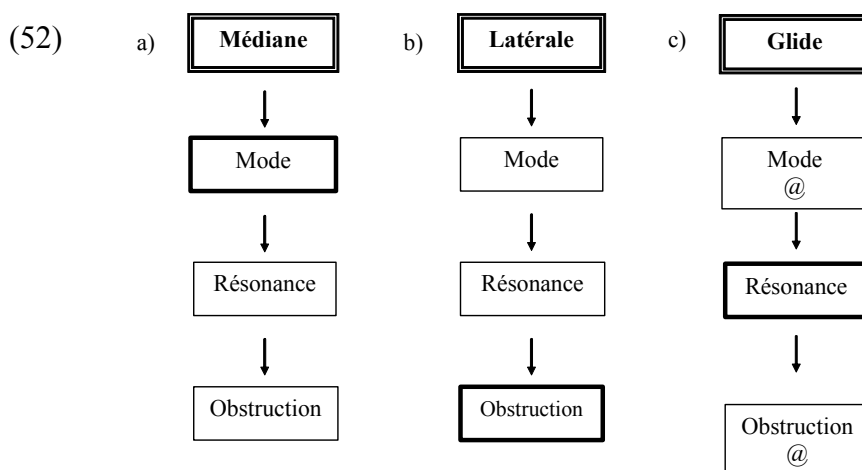 (52) a) Médiane b) Latérale c) Glide
Mode Mode Mode
@
Résonance Résonance Résonance
Obstruction Obstruction Obstruction
@